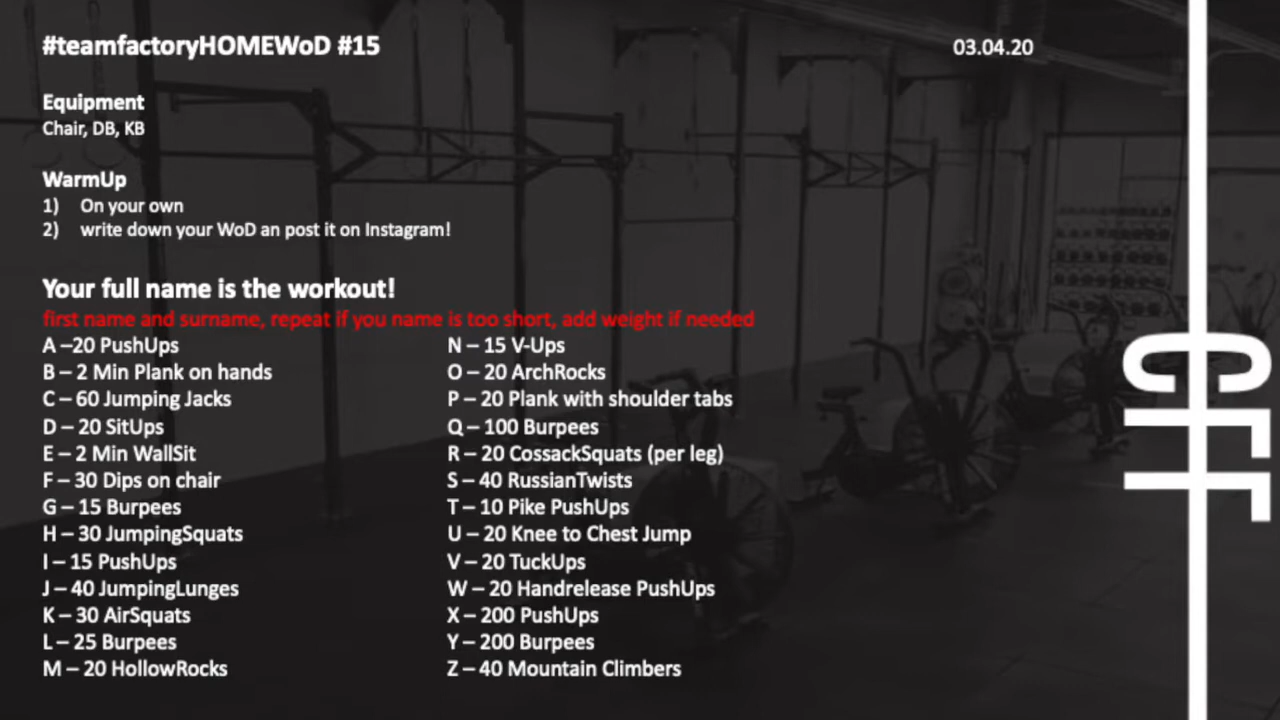 #teamfactoryHOMEWoD #15
03.04.20
Equipment
Chair, DB, KB
WarmUp
1) On your own
2) write down your WoD an post it on Instagram!
Your full name is the workout!
first name and surname, repeat if you name is too short, add weight if needed
A –20 PushUps
B – 2 Min Plank on hands
C – 60 Jumping Jacks
D – 20 SitUps
E – 2 Min WallSit
F – 30 Dips on chair
G – 15 Burpees
H – 30 JumpingSquats
I – 15 PushUps
J – 40 JumpingLunges
K – 30 AirSquats
L – 25 Burpees
M – 20 HollowRocks
N – 15 V-Ups
O – 20 ArchRocks
P – 20 Plank with shoulder tabs
Q – 100 Burpees
R – 20 CossackSquats (per leg)
S – 40 RussianTwists
T – 10 Pike PushUps
U – 20 Knee to Chest Jump
V – 20 TuckUps
W – 20 Handrelease PushUps
X – 200 PushUps
Y – 200 Burpees
Z – 40 Mountain Climbers
CFF